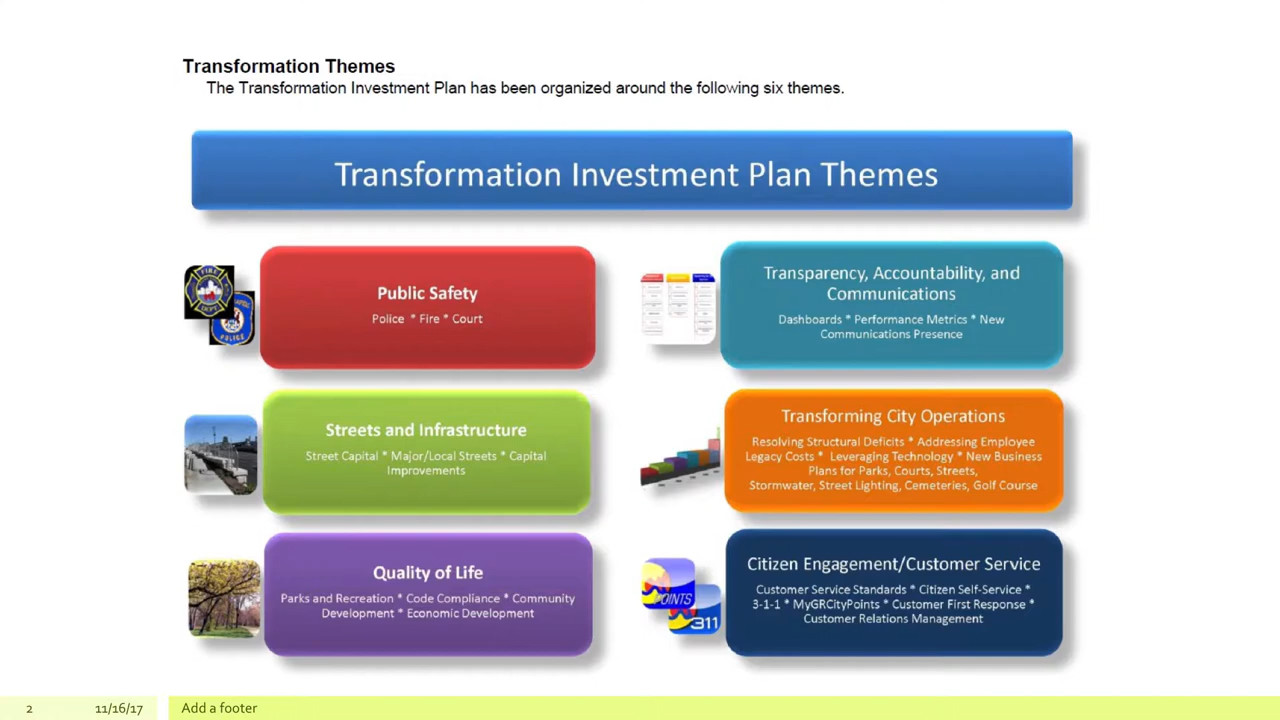 Transformation Themes
The Transformation Investment Plan has been organized around the following six themes.
Transformation Investment Plan Themes
FIRE
DEPT
POLICE
Public Safety
Police * Fire * Court
Transparency, Accountability, and
Communications
Dashboards * Performance Metrics * New
Communications Presence
Streets and Infrastructure
Street Capital * Major/Local Streets * Capital
Improvements
Transforming City Operations
Resolving Structural Deficits * Addressing Employee
Legacy Costs * Leveraging Technology * New Business
Plans for Parks, Courts, Streets,
Stormwater, Street Lighting, Cemeteries, Golf Course
Quality of Life
Parks and Recreation * Code Compliance * Community
Development * Economic Development
POINTS
311
Citizen Engagement/Customer Service
Customer Service Standards * Citizen Self-Service *
3-1-1 * MyGRCityPoints * Customer First Response *
Customer Relations Management
2
11/16/17
Add a footer